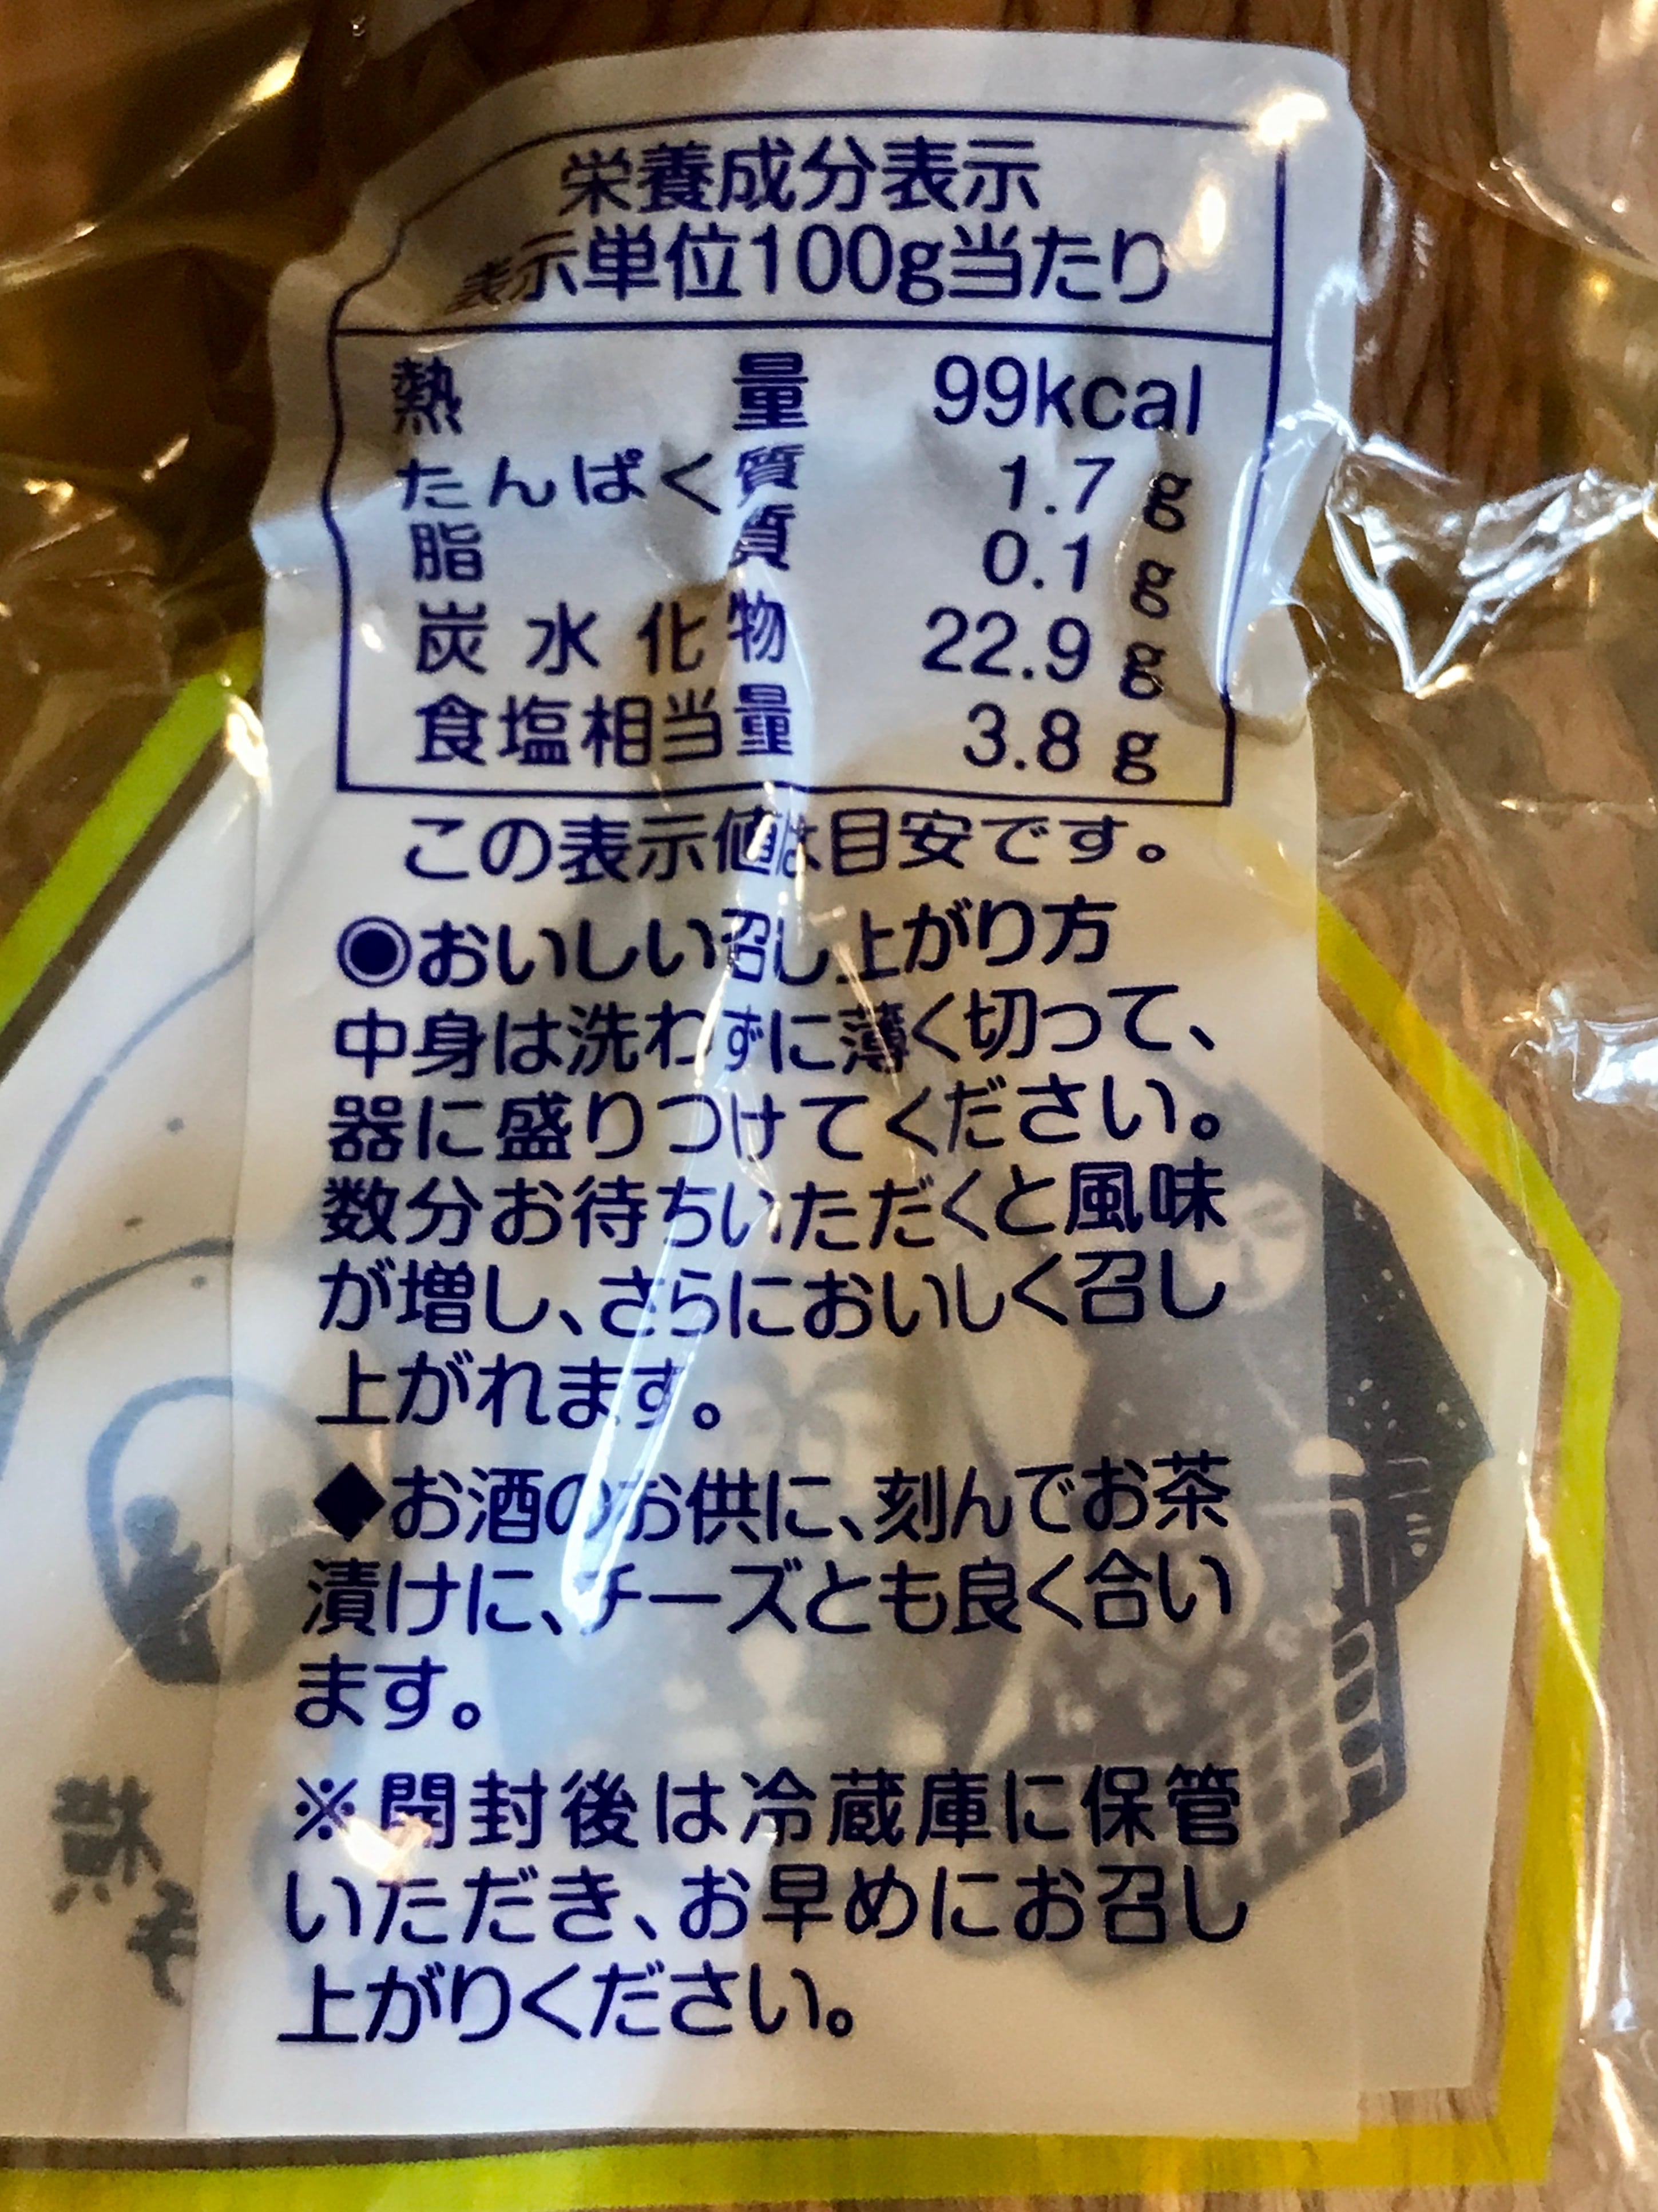 栄養成分表示
表示単位100g当たり
熱量 99kcal
たんぱく質 1.7g
脂質 0.1g
炭水化物 22.9g
食塩相当量 3.8g
この表示値は目安です。
◉おいしい召し上がり方
中身は洗わずに薄く切って、
器に盛りつけてください。
数分お待ちいただくと風味
が増し、さらにおいしく召し
上がれます。
◆お酒のお供に、刻んでお茶
漬けに、チーズとも良く合い
ます。
※開封後は冷蔵庫に保管
いただき、お早めにお召し
上がりください。